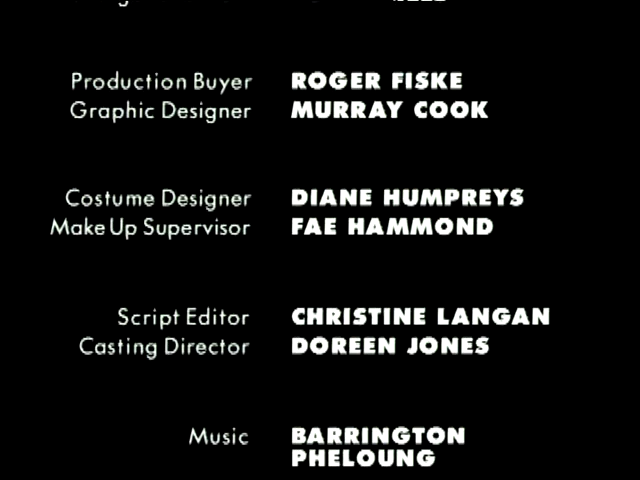 Production Buyer ROGER FISKE
Graphic Designer MURRAY COOK
Costume Designer DIANE HUMPREYS
Make Up Supervisor FAE HAMMOND
Script Editor CHRISTINE LANGAN
Casting Director DOREEN JONES
Music BARRINGTON
PHELOUNG